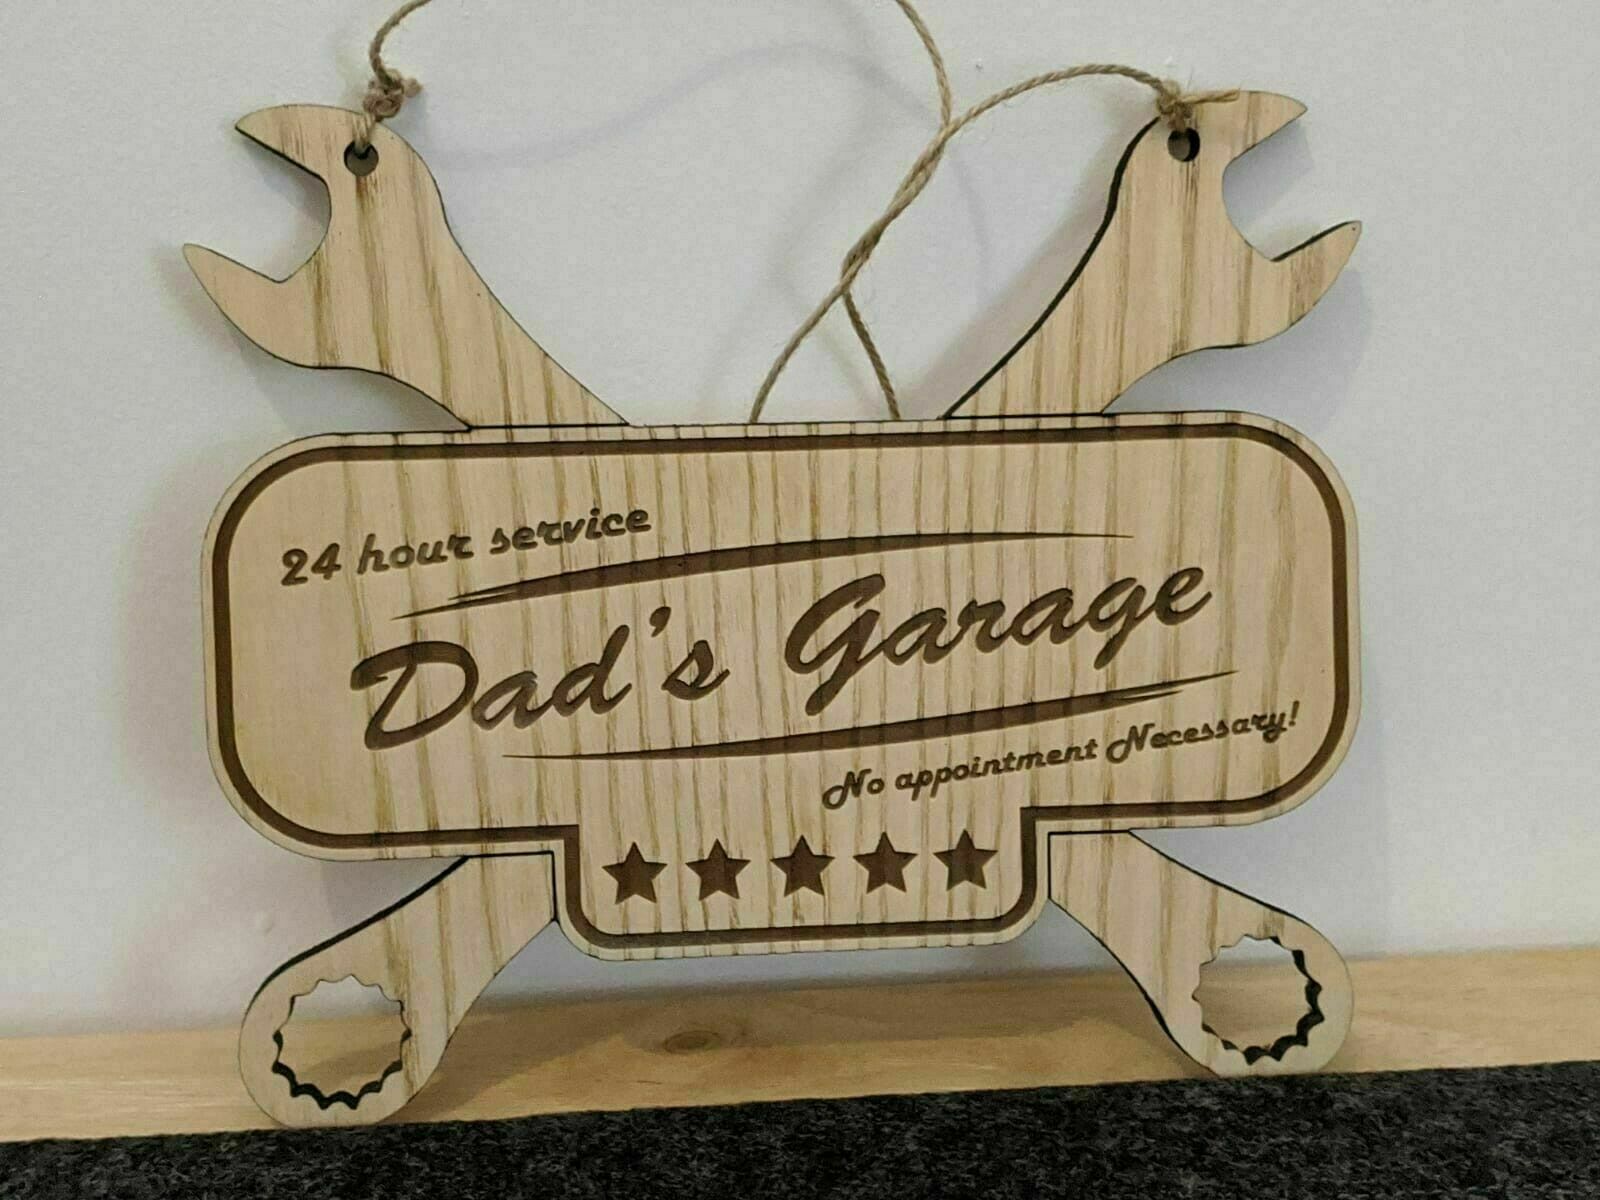 24 hour service
Dad's Garage
No appointment Necessary!